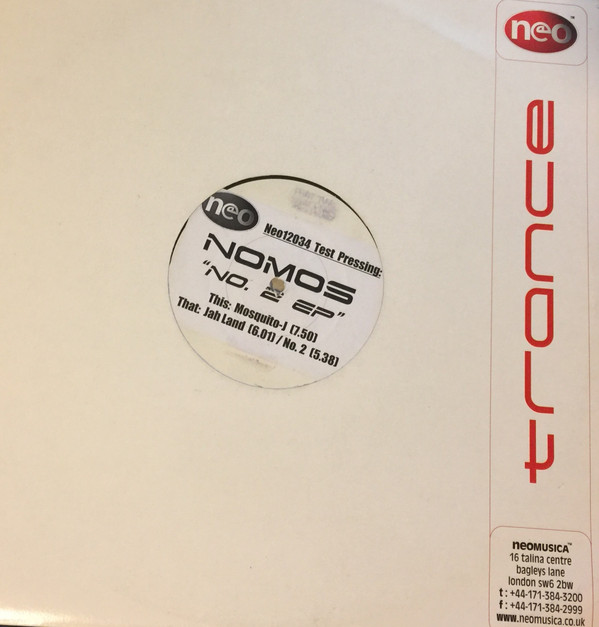 neo™
trance
neo
Neo12034 Test Pressing:
NOMOS
"NO. 2 EP"
This: Mosquito-J (7.50)
That: Jah Land (6.01) / No. 2 (5.38)
neoMUSICA™
16 talina centre
bagleys lane
london sw6 2bw
t : +44-171-384-3200
f : +44-171-384-2999
www.neomusica.co.uk